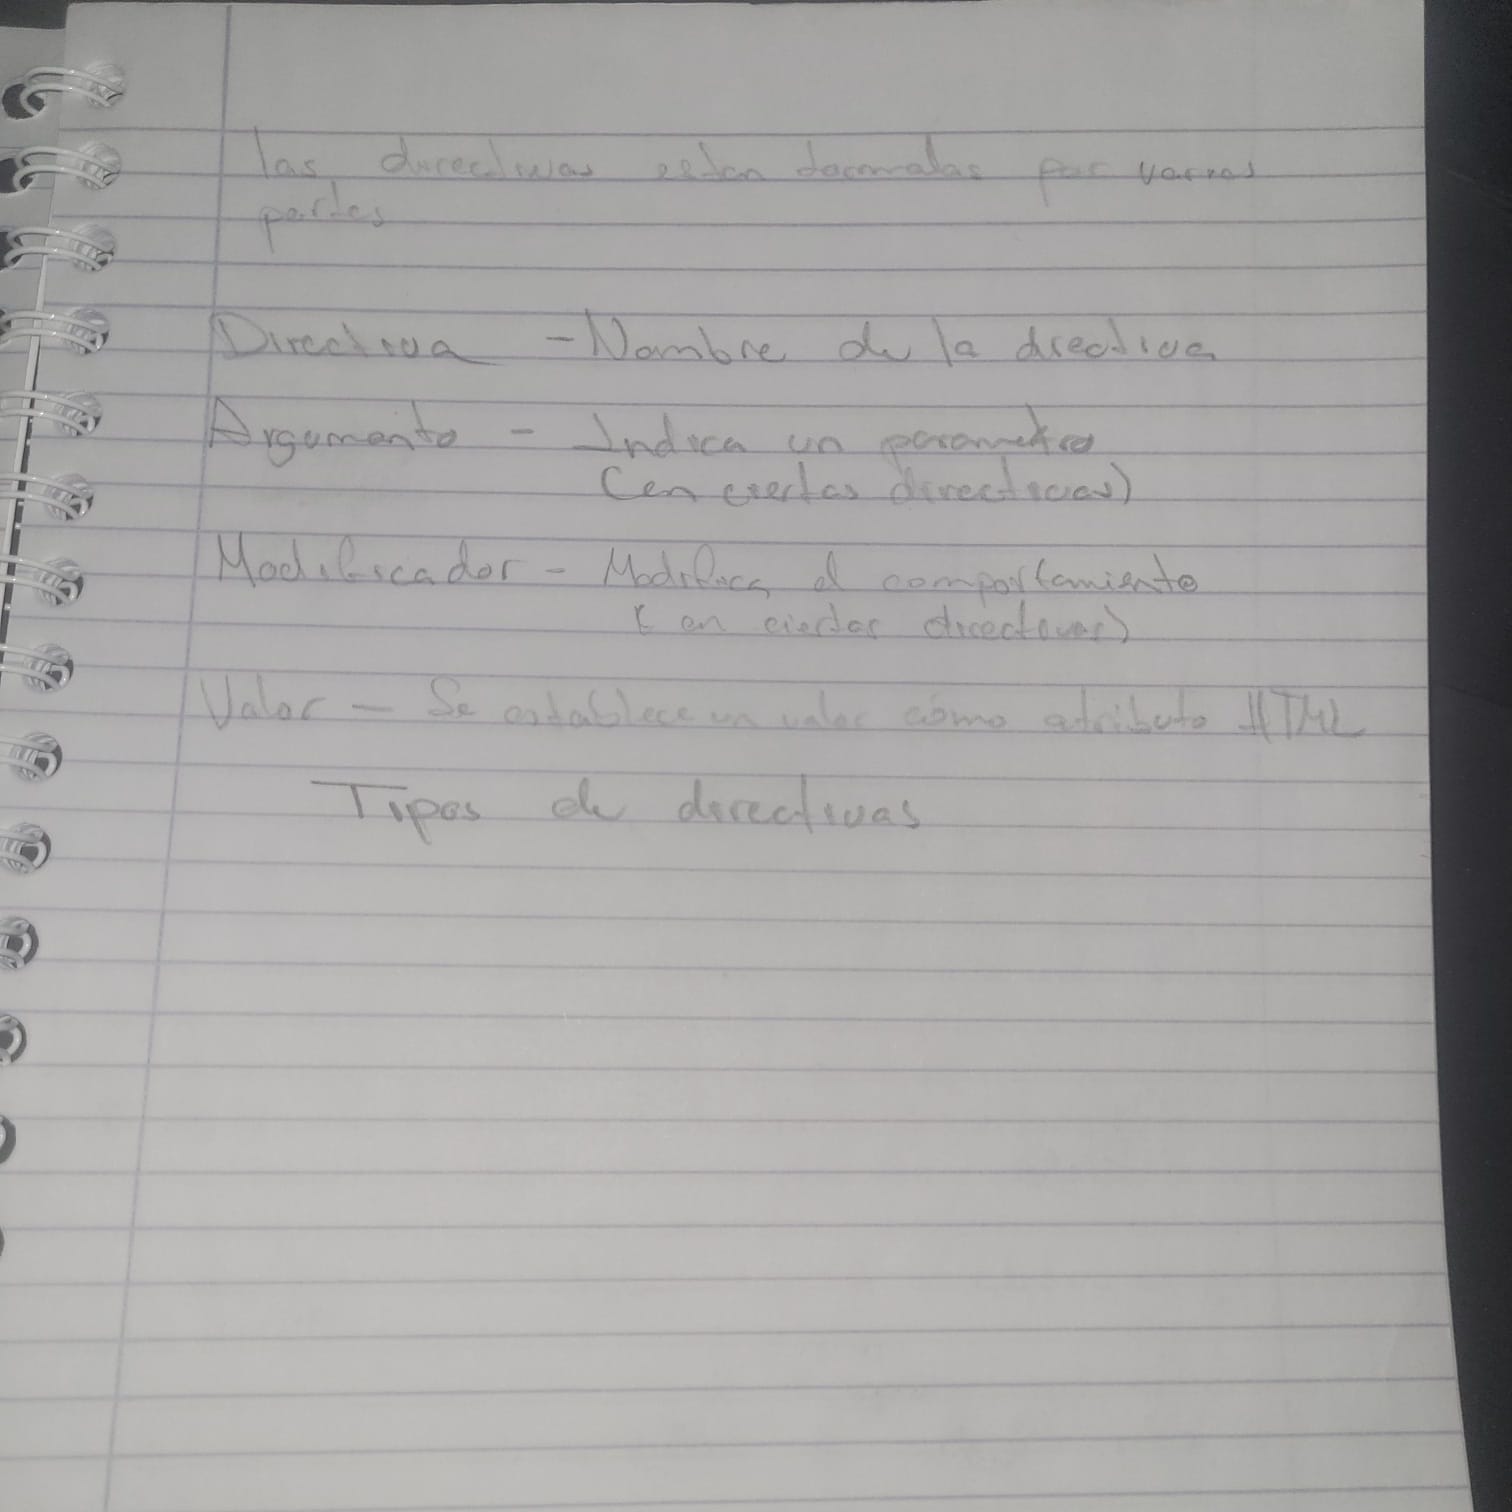 las directivas estan formadas por varias
partes
Directiva - Nombre de la directiva
Argumento - Indica un parametro
(en ciertas directivas)
Modificador - Modifica el comportamiento
(en ciertas directivas)
Valor - Se establece un valor como atributo HTML
Tipos de directivas